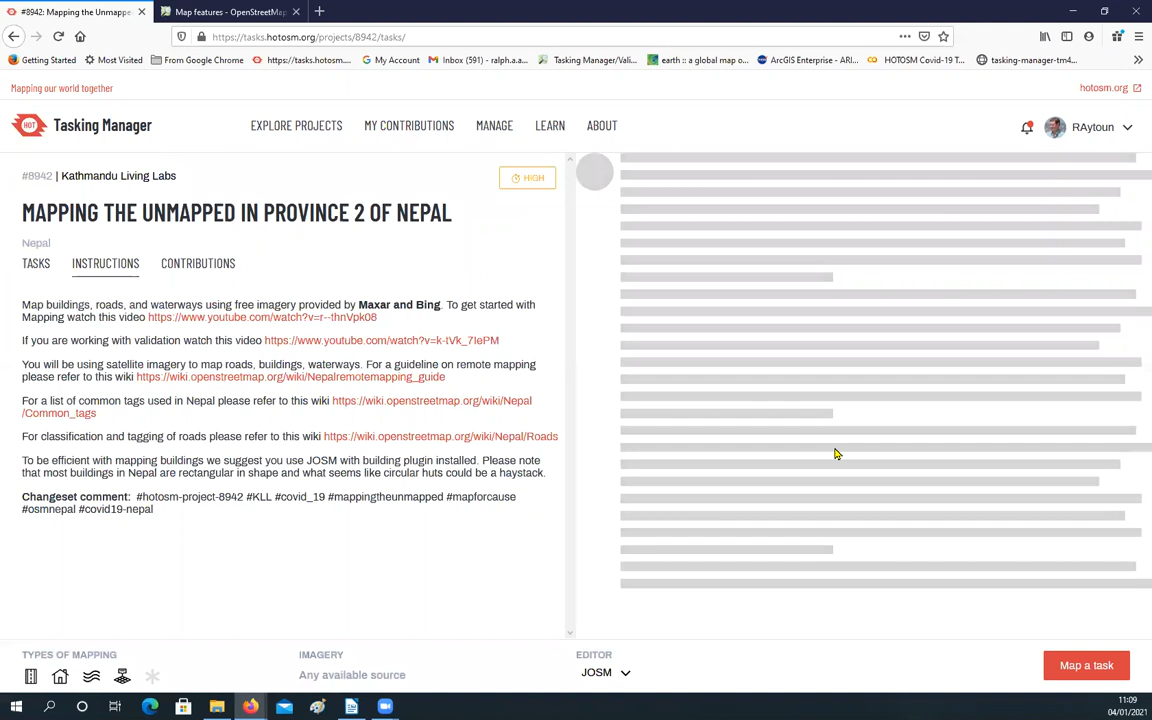 #8942: Mapping the Unmappe
Map features - OpenStreetMa
https://tasks.hotosm.org/projects/8942/tasks/
Getting Started
Most Visited
From Google Chrome
https://tasks.hotosm....
My Account
Inbox (591) - ralph.a....
Tasking Manager/Vali...
earth :: a global map o...
ArcGIS Enterprise - ARI...
HOTOSM Covid-19 T...
tasking-manager-tm4...
Mapping our world together
hotosm.org
HOT
Tasking Manager
EXPLORE PROJECTS
MY CONTRIBUTIONS
MANAGE
LEARN
ABOUT
RAytoun
#8942 | Kathmandu Living Labs
HIGH
MAPPING THE UNMAPPED IN PROVINCE 2 OF NEPAL
Nepal
TASKS
INSTRUCTIONS
CONTRIBUTIONS
Map buildings, roads, and waterways using free imagery provided by Maxar and Bing. To get started with
Mapping watch this video https://www.youtube.com/watch?v=r--thnVpk08
If you are working with validation watch this video https://www.youtube.com/watch?v=k-tVk_7IePM
You will be using satellite imagery to map roads, buildings, waterways. For a guideline on remote mapping
please refer to this wiki https://wiki.openstreetmap.org/wiki/Nepalremotemapping_guide
For a list of common tags used in Nepal please refer to this wiki https://wiki.openstreetmap.org/wiki/Nepal
/Common_tags
For classification and tagging of roads please refer to this wiki https://wiki.openstreetmap.org/wiki/Nepal/Roads
To be efficient with mapping buildings we suggest you use JOSM with building plugin installed. Please note
that most buildings in Nepal are rectangular in shape and what seems like circular huts could be a haystack.
Changeset comment: #hotosm-project-8942 #KLL #covid_19 #mappingtheunmapped #mapforcause
#osmnepal #covid19-nepal
TYPES OF MAPPING
IMAGERY
Any available source
EDITOR
JOSM
Map a task
11:09
04/01/2021